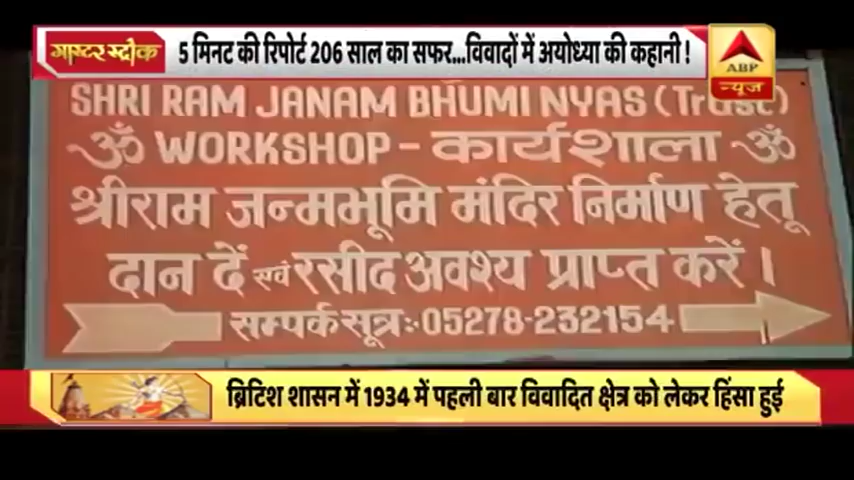 मास्टर स्ट्रोक
5 मिनट की रिपोर्ट 206 साल का सफर...विवादों में अयोध्या की कहानी !
ABP
न्यूज़
SHRI RAM JANAM BHUMI NYAS (Trust)
ॐ WORKSHOP - कार्यशाला ॐ
श्रीराम जन्मभूमि मंदिर निर्माण हेतू
दान दें एवं रसीद अवश्य प्राप्त करें ।
सम्पर्कसूत्रः-05278-232154
ब्रिटिश शासन में 1934 में पहली बार विवादित क्षेत्र को लेकर हिंसा हुई